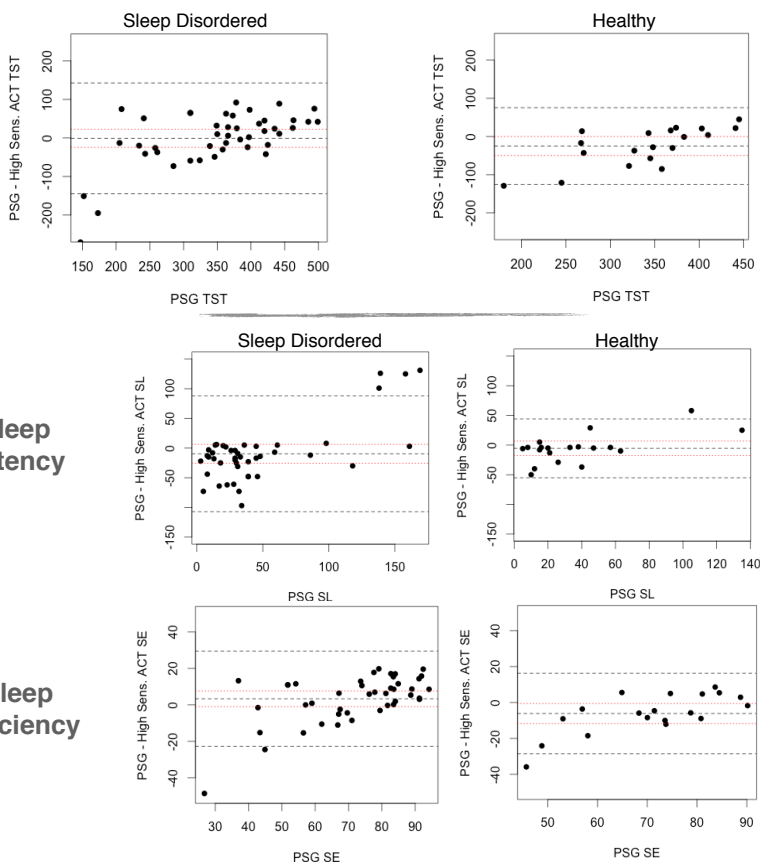 Sleep Disordered
Healthy
PSG - High Sens. ACT TST
200
100
0
-100
-200
150 200 250 300 350 400 450 500
PSG TST
PSG - High Sens. ACT TST
200
100
0
-100
-200
200 250 300 350 400 450
PSG TST
Sleep Disordered
Healthy
leep
tency
PSG - High Sens. ACT SL
100
50
0
-50
-150
0 50 100 150
PSG SL
PSG - High Sens. ACT SL
100
50
0
-50
-150
0 20 40 60 80 100 120 140
PSG SL
leep
ciency
PSG - High Sens. ACT SE
40
20
0
-20
-40
30 40 50 60 70 80 90
PSG SE
PSG - High Sens. ACT SE
40
20
0
-20
-40
50 60 70 80 90
PSG SE